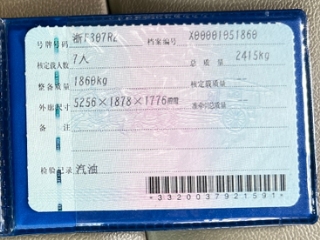 号牌号码 浙F307R2 档案编号 X00001051860
核定载人数 7人 总质量 2415kg
整备质量 1860kg 核定载质量 --
外廓尺寸 5256×1878×1776 准牵引总质量 --
备注
检验记录 汽油
*3320037921591*